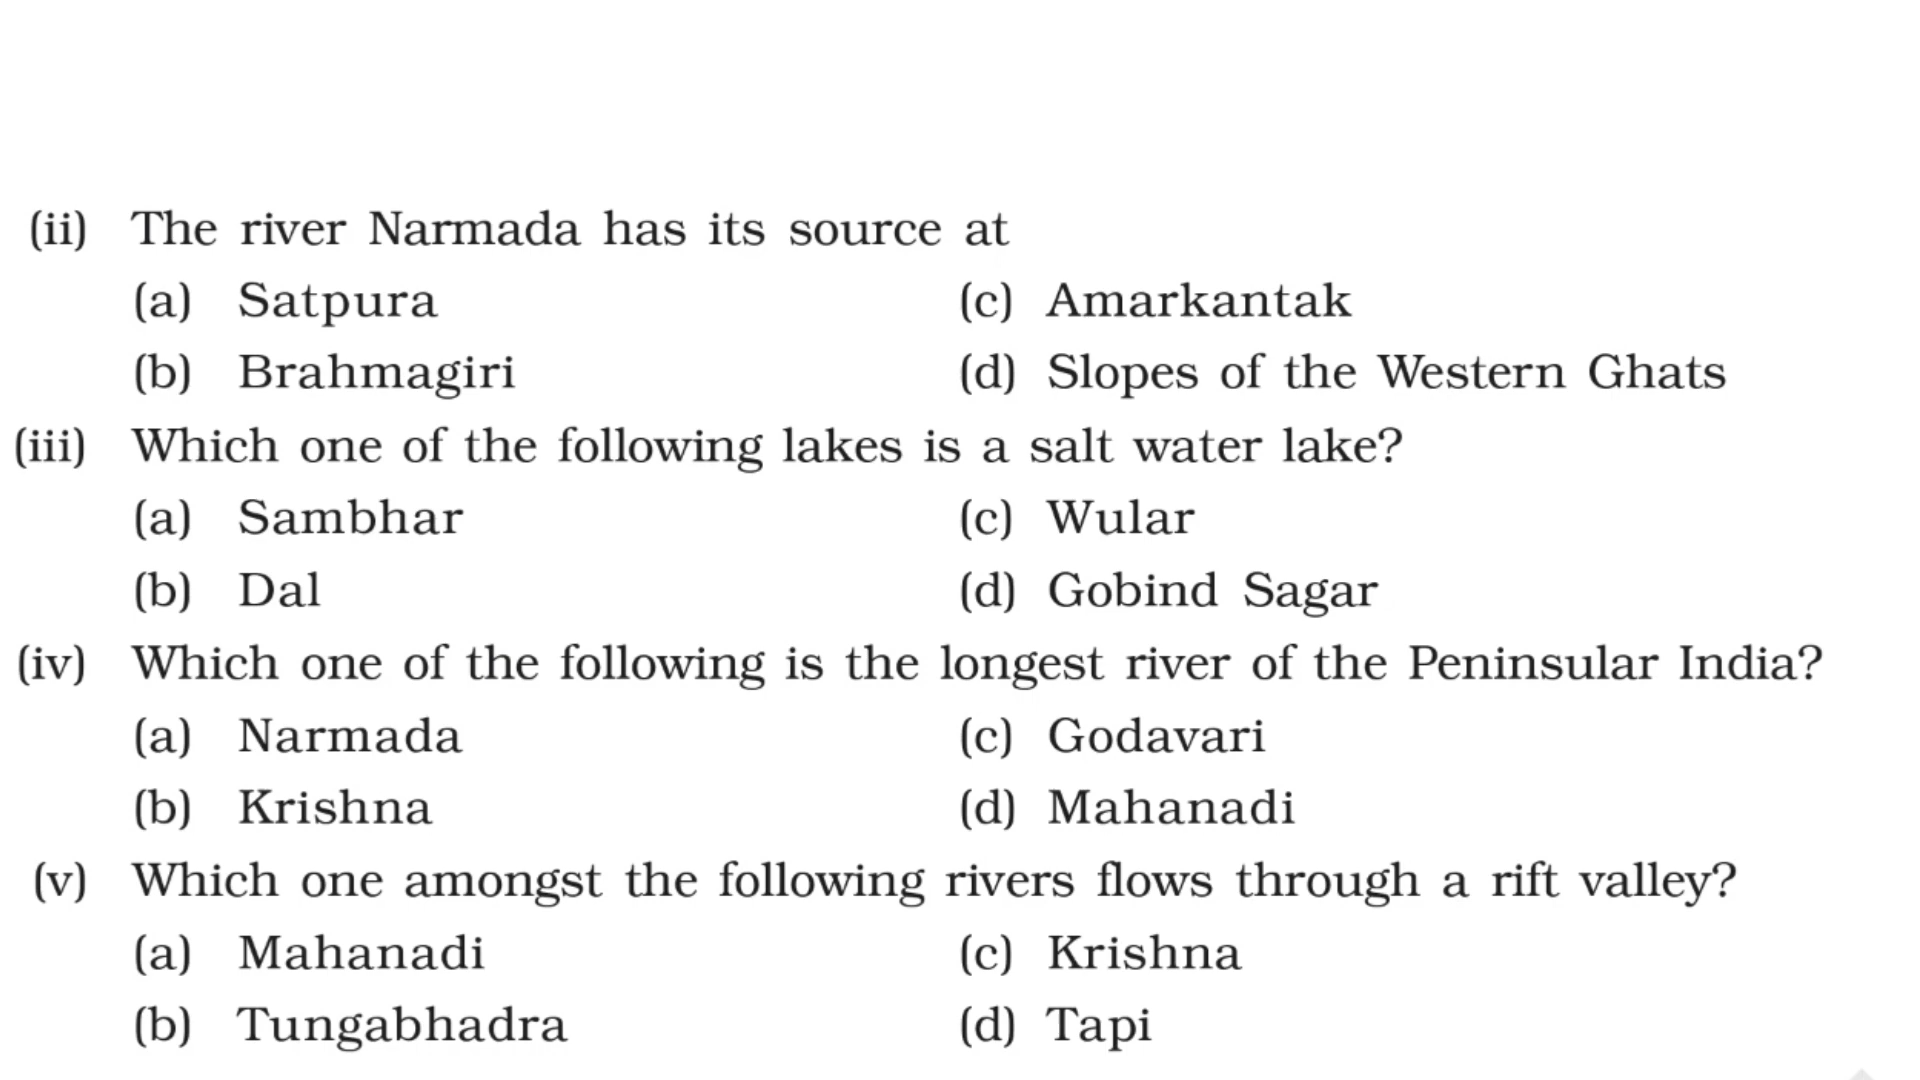 (ii) The river Narmada has its source at
(a) Satpura (c) Amarkantak
(b) Brahmagiri (d) Slopes of the Western Ghats
(iii) Which one of the following lakes is a salt water lake?
(a) Sambhar (c) Wular
(b) Dal (d) Gobind Sagar
(iv) Which one of the following is the longest river of the Peninsular India?
(a) Narmada (c) Godavari
(b) Krishna (d) Mahanadi
(v) Which one amongst the following rivers flows through a rift valley?
(a) Mahanadi (c) Krishna
(b) Tungabhadra (d) Tapi